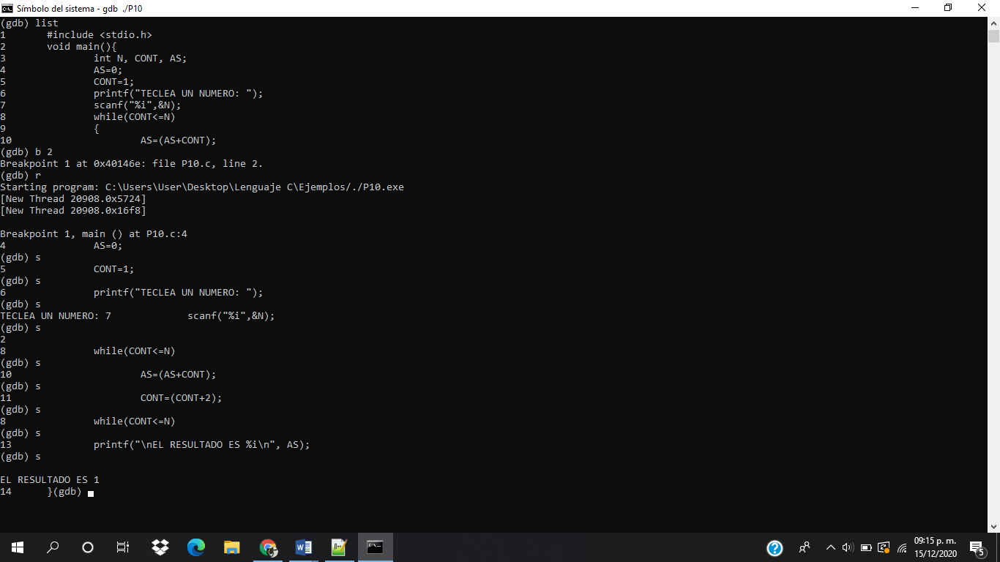 Símbolo del sistema - gdb ./P10
(gdb) list
1       #include <stdio.h>
2       void main(){
3               int N, CONT, AS;
4               AS=0;
5               CONT=1;
6               printf("TECLEA UN NUMERO: ");
7               scanf("%i",&N);
8               while(CONT<=N)
9               {
10                      AS=(AS+CONT);
(gdb) b 2
Breakpoint 1 at 0x40146e: file P10.c, line 2.
(gdb) r
Starting program: C:\Users\User\Desktop\Lenguaje C\Ejemplos/./P10.exe
[New Thread 20908.0x5724]
[New Thread 20908.0x16f8]
Breakpoint 1, main () at P10.c:4
4               AS=0;
(gdb) s
5               CONT=1;
(gdb) s
6               printf("TECLEA UN NUMERO: ");
(gdb) s
TECLEA UN NUMERO: 7             scanf("%i",&N);
(gdb) s
2
8               while(CONT<=N)
(gdb) s
10                      AS=(AS+CONT);
(gdb) s
11                      CONT=(CONT+2);
(gdb) s
8               while(CONT<=N)
(gdb) s
13              printf("\nEL RESULTADO ES %i\n", AS);
(gdb) s
EL RESULTADO ES 1
14      }(gdb)
09:15 p. m.
15/12/2020
5